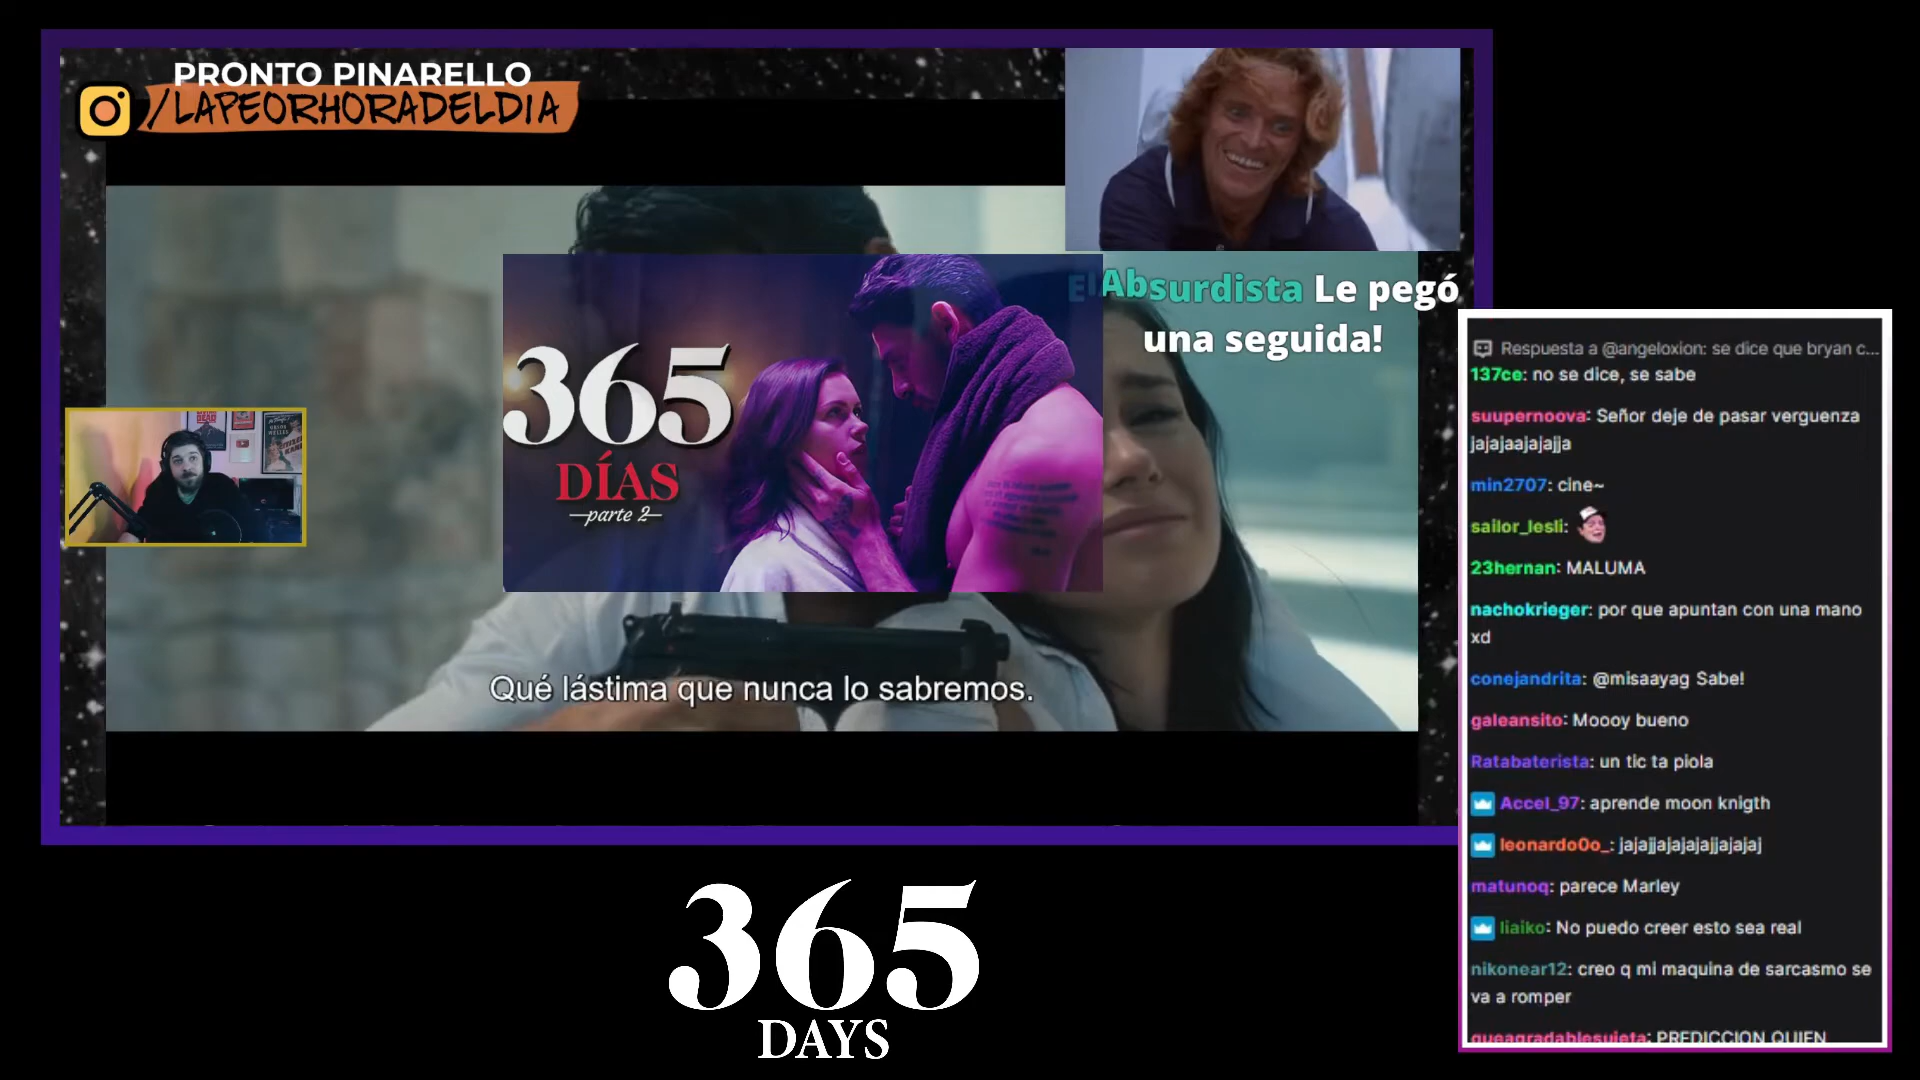 PRONTO PINARELLO
/LAPEORHORADELDIA
ElAbsurdista Le pegó
una seguida!
365
DÍAS
parte 2
Qué lástima que nunca lo sabremos.
365
DAYS
Respuesta a @angeloxion: se dice que bryan c...
137ce: no se dice, se sabe
suupernoova: Señor deje de pasar verguenza
jajajaajajajja
min2707: cine~
sailor_lesli:
23hernan: MALUMA
nachokrieger: por que apuntan con una mano
xd
conejandrita: @misaayag Sabe!
galeansito: Moooy bueno
Ratabaterista: un tic ta piola
Accel_97: aprende moon knigth
leonardo0o_: jajajjajajajajjajajaj
matunoq: parece Marley
liaiko: No puedo creer esto sea real
nikonear12: creo q mi maquina de sarcasmo se
va a romper
queagradablesujeta: PREDICCION QUIEN